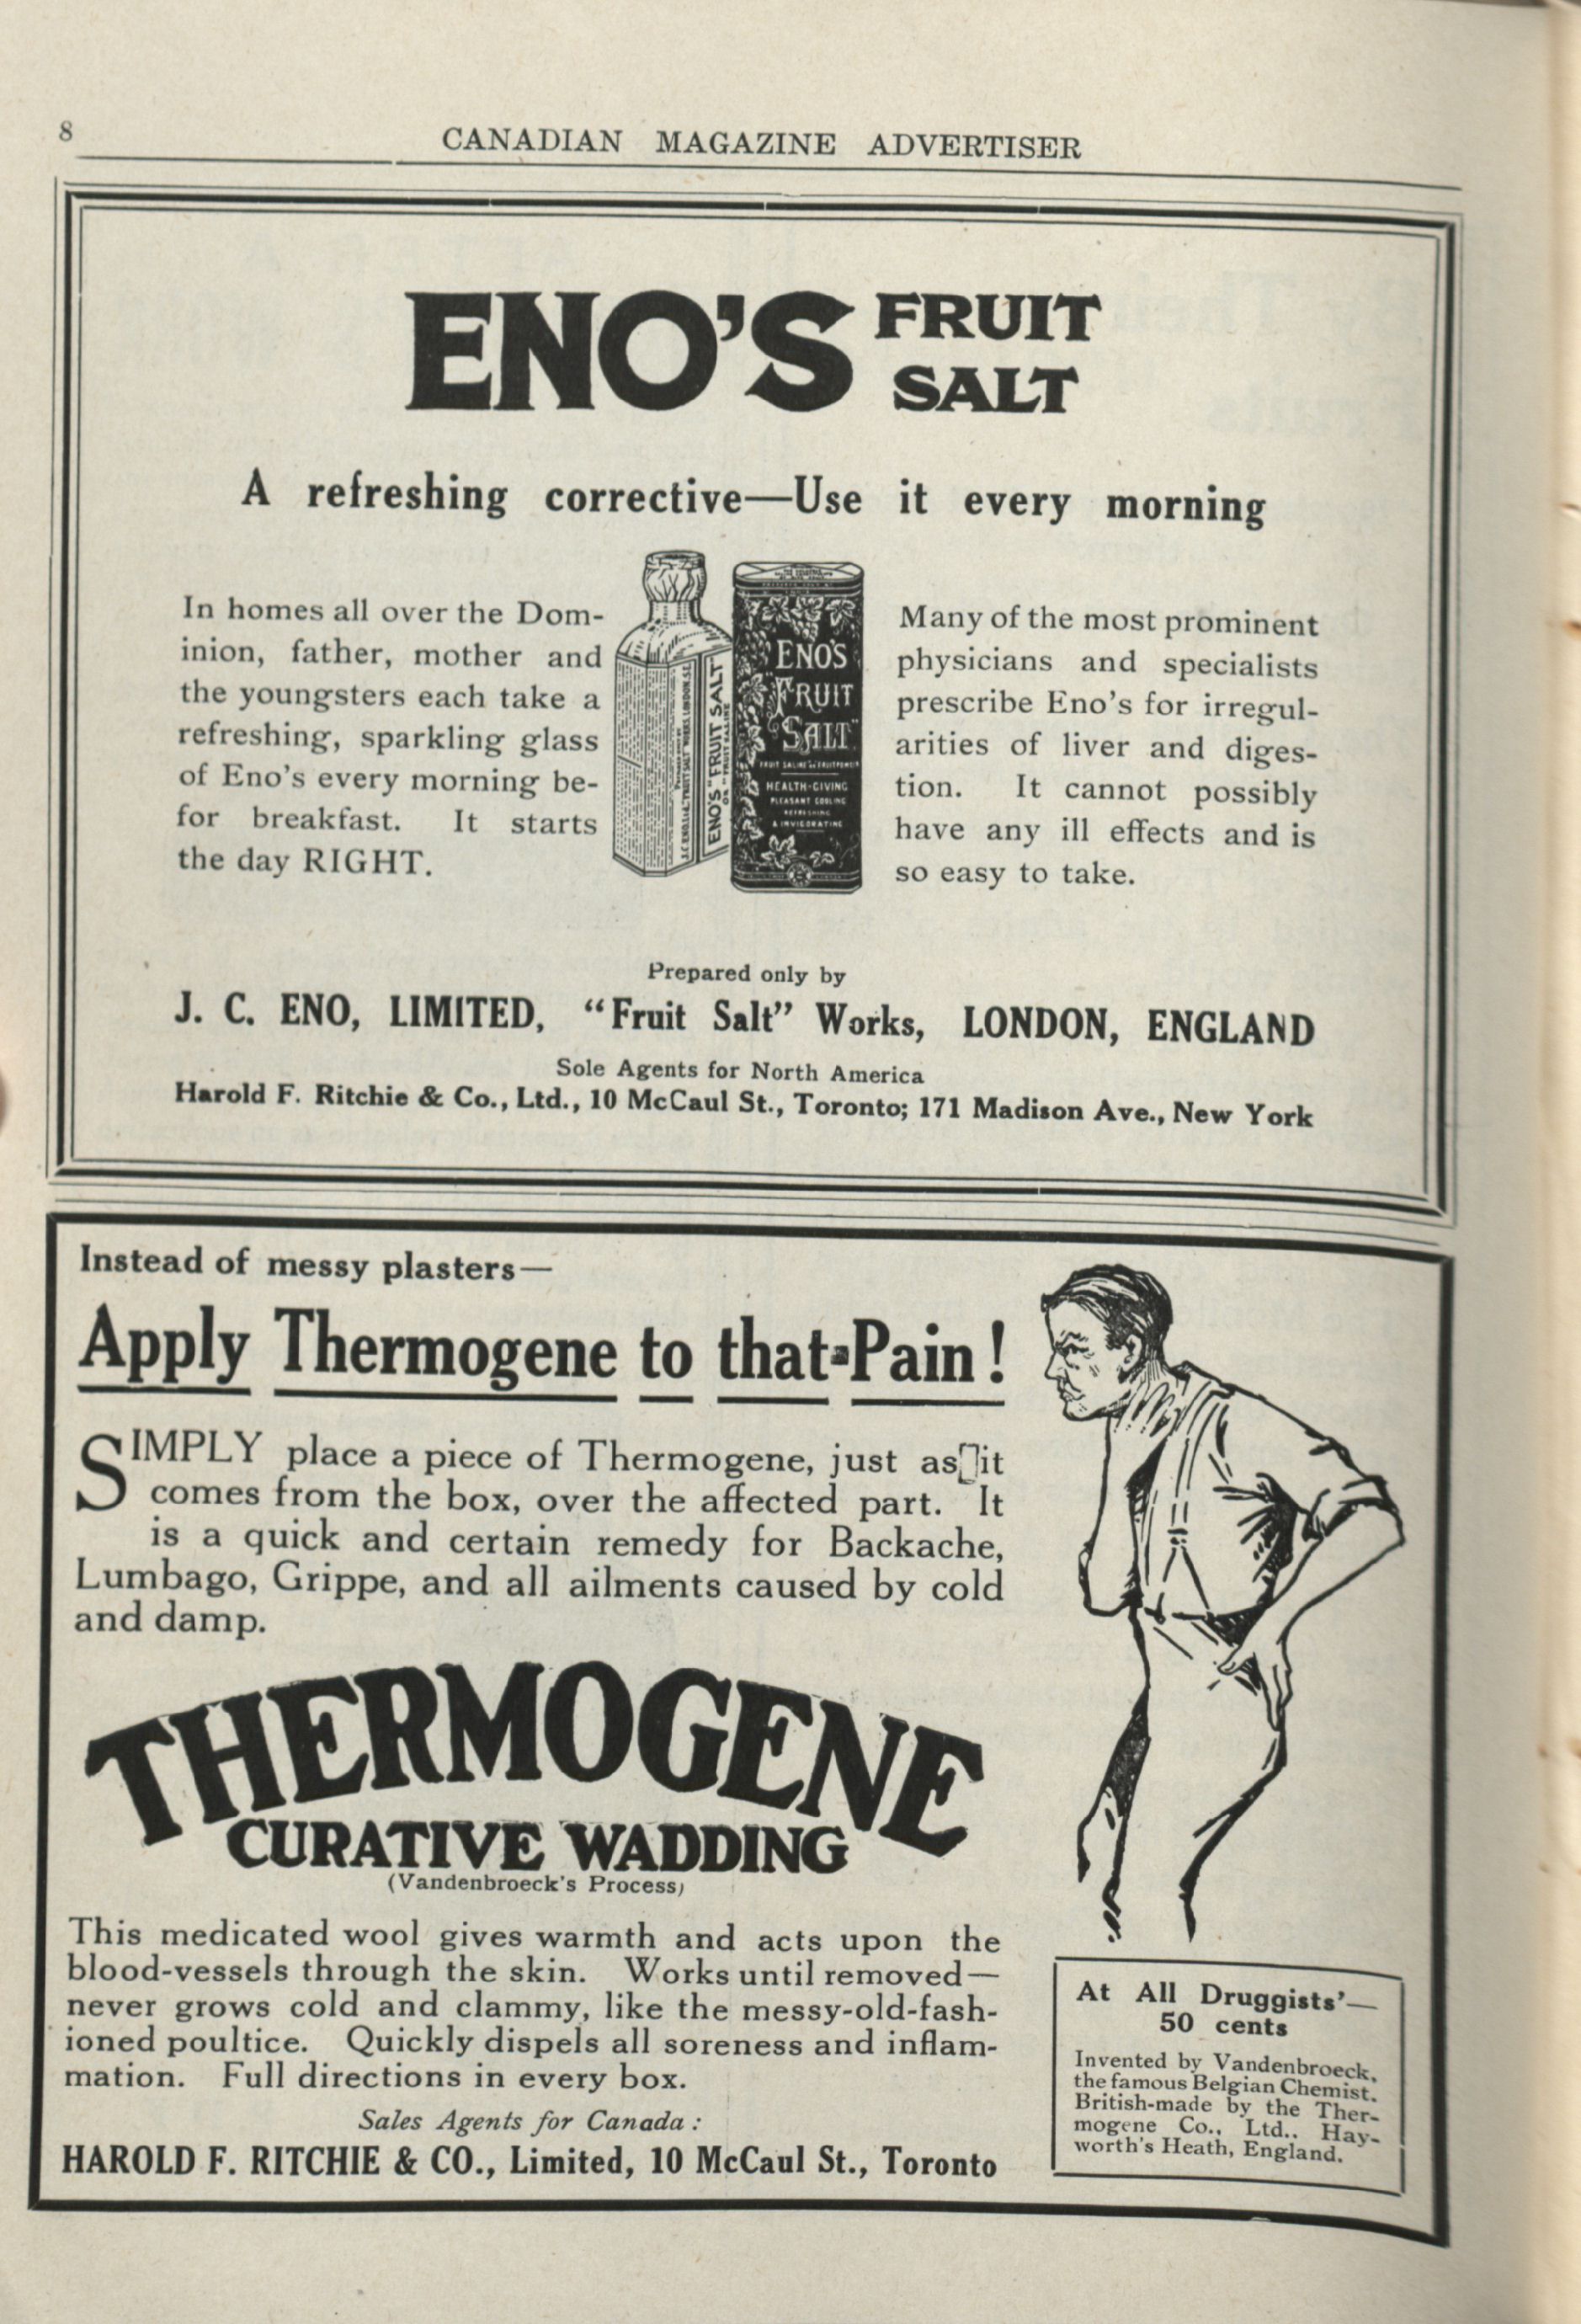 8
CANADIAN MAGAZINE ADVERTISER
ENO'S FRUIT
SALT
A refreshing corrective—Use it every morning
In homes all over the Dom-
inion, father, mother and
the youngsters each take a
refreshing, sparkling glass
of Eno's every morning be-
for breakfast. It starts
the day RIGHT.
ENO'S "FRUIT SALT"
ENO'S
"FRUIT
SALT"
HEALTH-GIVING
PLEASANT COOLING
REFRESHING
& INVIGORATING
Many of the most prominent
physicians and specialists
prescribe Eno's for irregul-
arities of liver and diges-
tion. It cannot possibly
have any ill effects and is
so easy to take.
Prepared only by
J. C. ENO, LIMITED, "Fruit Salt" Works, LONDON, ENGLAND
Sole Agents for North America
Harold F. Ritchie & Co., Ltd., 10 McCaul St., Toronto; 171 Madison Ave., New York
Instead of messy plasters—
Apply Thermogene to that-Pain!
SIMPLY place a piece of Thermogene, just as it
comes from the box, over the affected part. It
is a quick and certain remedy for Backache,
Lumbago, Grippe, and all ailments caused by cold
and damp.
THERMOGENE
CURATIVE WADDING
(Vandenbroeck's Process)
This medicated wool gives warmth and acts upon the
blood-vessels through the skin. Works until removed—
never grows cold and clammy, like the messy-old-fash-
ioned poultice. Quickly dispels all soreness and inflam-
mation. Full directions in every box.
Sales Agents for Canada:
HAROLD F. RITCHIE & CO., Limited, 10 McCaul St., Toronto
At All Druggists'—
50 cents
Invented by Vandenbroeck,
the famous Belgian Chemist.
British-made by the Ther-
mogene Co., Ltd., Hay-
worth's Heath, England.